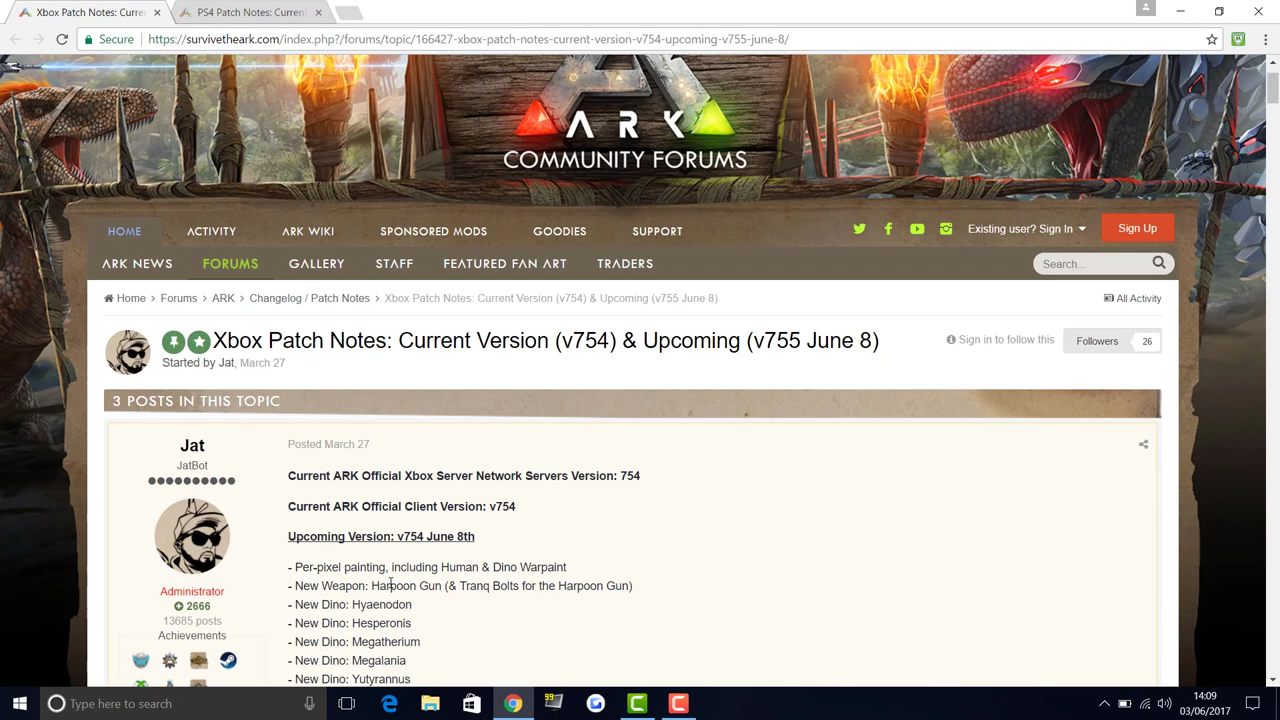 Xbox Patch Notes: Curre
PS4 Patch Notes: Current
Secure
https://survivetheark.com/index.php?/forums/topic/166427-xbox-patch-notes-current-version-v754-upcoming-v755-june-8/
ARK
COMMUNITY FORUMS
HOME ACTIVITY ARK WIKI SPONSORED MODS GOODIES SUPPORT
Existing user? Sign In
Sign Up
ARK NEWS FORUMS GALLERY STAFF FEATURED FAN ART TRADERS
Search...
Home > Forums > ARK > Changelog / Patch Notes > Xbox Patch Notes: Current Version (v754) & Upcoming (v755 June 8)
All Activity
Xbox Patch Notes: Current Version (v754) & Upcoming (v755 June 8)
Started by Jat, March 27
Sign in to follow this
Followers 26
3 POSTS IN THIS TOPIC
Jat
JatBot
Administrator
2666
13685 posts
Achievements
Posted March 27
Current ARK Official Xbox Server Network Servers Version: 754
Current ARK Official Client Version: v754
Upcoming Version: v754 June 8th
- Per-pixel painting, including Human & Dino Warpaint
- New Weapon: Harpoon Gun (& Tranq Bolts for the Harpoon Gun)
- New Dino: Hyaenodon
- New Dino: Hesperonis
- New Dino: Megatherium
- New Dino: Megalania
- New Dino: Yutyrannus
Type here to search
99
14:09
03/06/2017